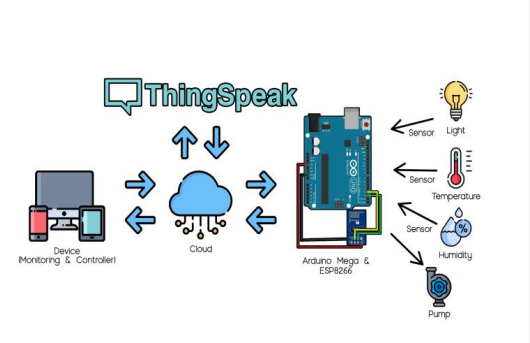 ThingSpeak
Sensor
Light
Sensor
Temperature
Sensor
Humidity
Pump
Arduino Mega &
ESP8266
Cloud
Device
(Monitoring & Controller)